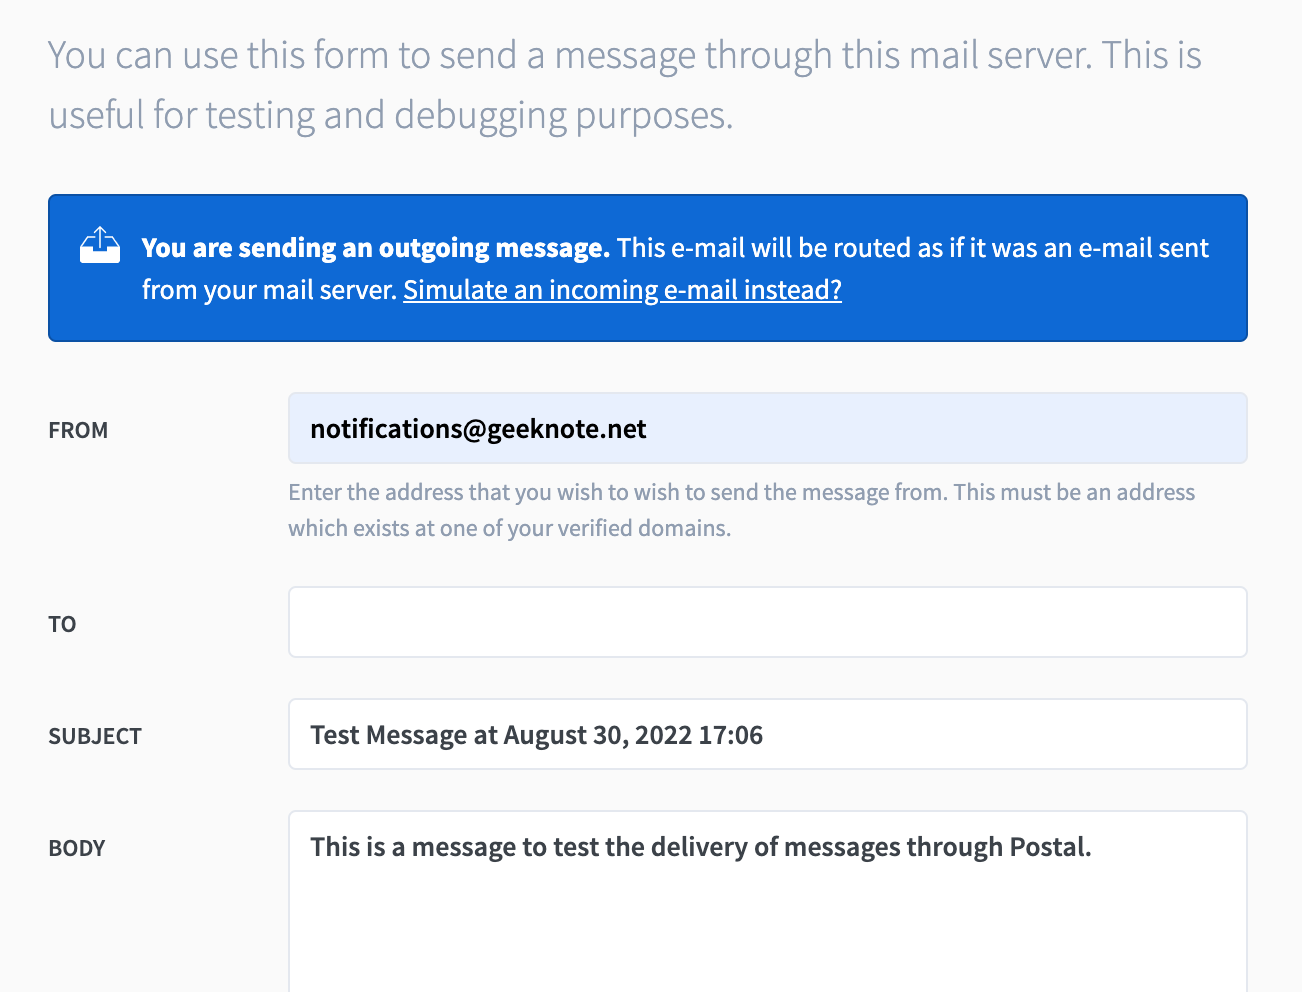 You can use this form to send a message through this mail server. This is
useful for testing and debugging purposes.
You are sending an outgoing message. This e-mail will be routed as if it was an e-mail sent
from your mail server. Simulate an incoming e-mail instead?
FROM
notifications@geeknote.net
Enter the address that you wish to wish to send the message from. This must be an address
which exists at one of your verified domains.
TO
SUBJECT
Test Message at August 30, 2022 17:06
BODY
This is a message to test the delivery of messages through Postal.